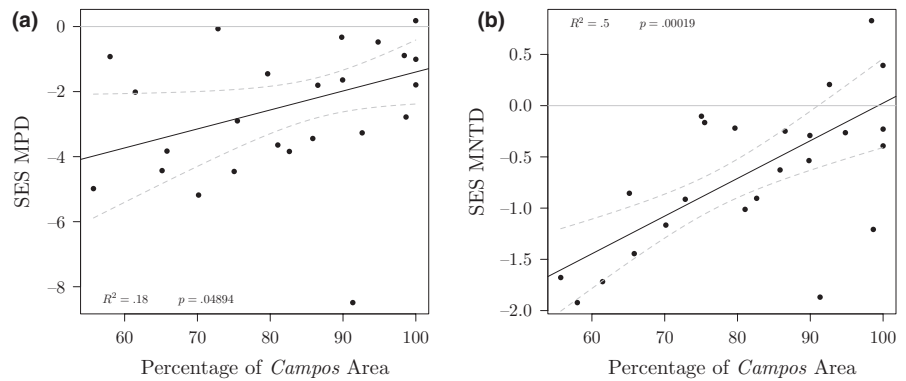 (a)
SES MPD
0
−2
−4
−6
−8
R² = .18 p = .04894
60 70 80 90 100
Percentage of Campos Area
(b)
R² = .5 p = .00019
SES MNTD
0.5
0.0
−0.5
−1.0
−1.5
−2.0
60 70 80 90 100
Percentage of Campos Area